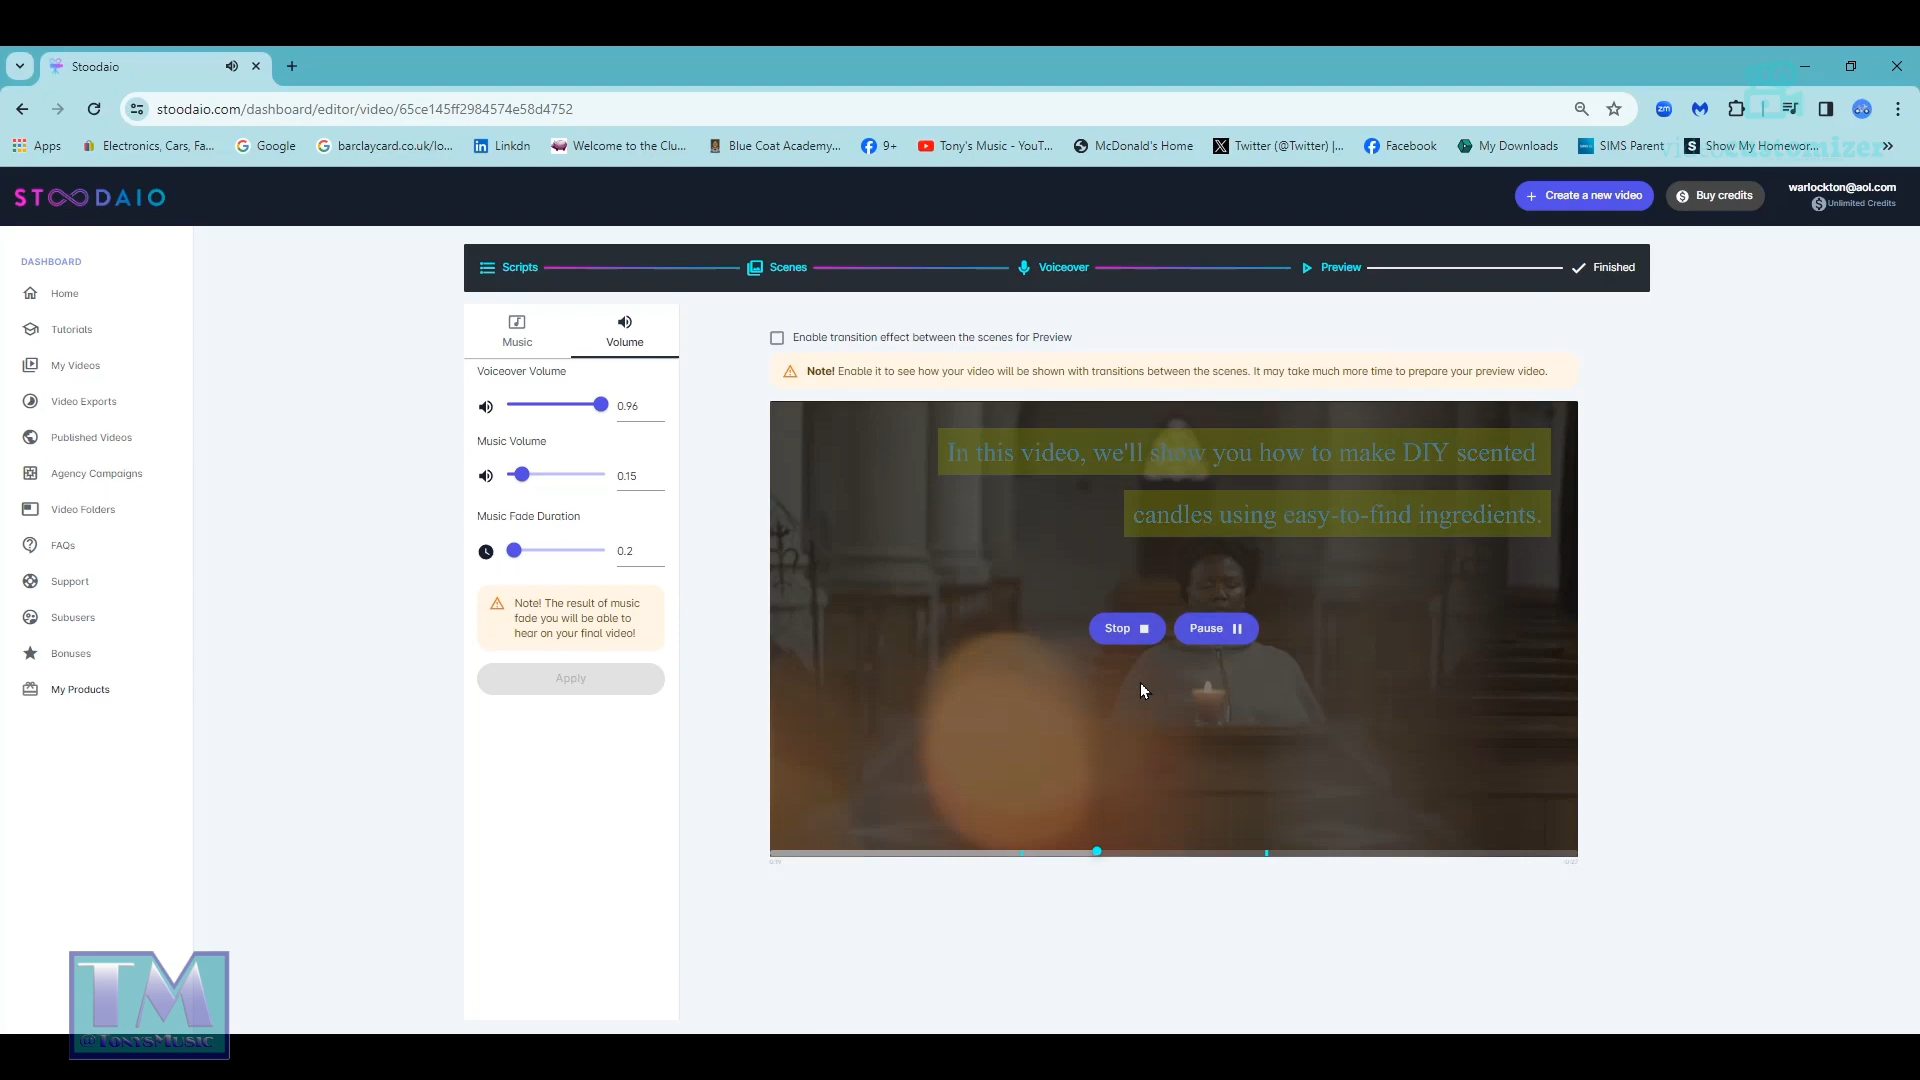 Stoodaio
stoodaio.com/dashboard/editor/video/65ce145ff2984574e58d4752
zm
Apps
Electronics, Cars, Fa...
Google
barclaycard.co.uk/lo...
Linkdn
Welcome to the Clu...
Blue Coat Academy...
9+
Tony's Music - YouT...
McDonald's Home
Twitter (@Twitter) |...
Facebook
My Downloads
SIMS Parent
Show My Homewor...
»
STOODAIO
+ Create a new video
Buy credits
warlockton@aol.com
Unlimited Credits
DASHBOARD
Home
Tutorials
My Videos
Video Exports
Published Videos
Agency Campaigns
Video Folders
FAQs
Support
Subusers
Bonuses
My Products
Scripts
Scenes
Voiceover
Preview
Finished
Music
Volume
Voiceover Volume
0.96
Music Volume
0.15
Music Fade Duration
0.2
Note! The result of music
fade you will be able to
hear on your final video!
Apply
Enable transition effect between the scenes for Preview
Note! Enable it to see how your video will be shown with transitions between the scenes. It may take much more time to prepare your preview video.
In this video, we'll show you how to make DIY scented
candles using easy-to-find ingredients.
Stop
Pause
TM
@TonysMusic